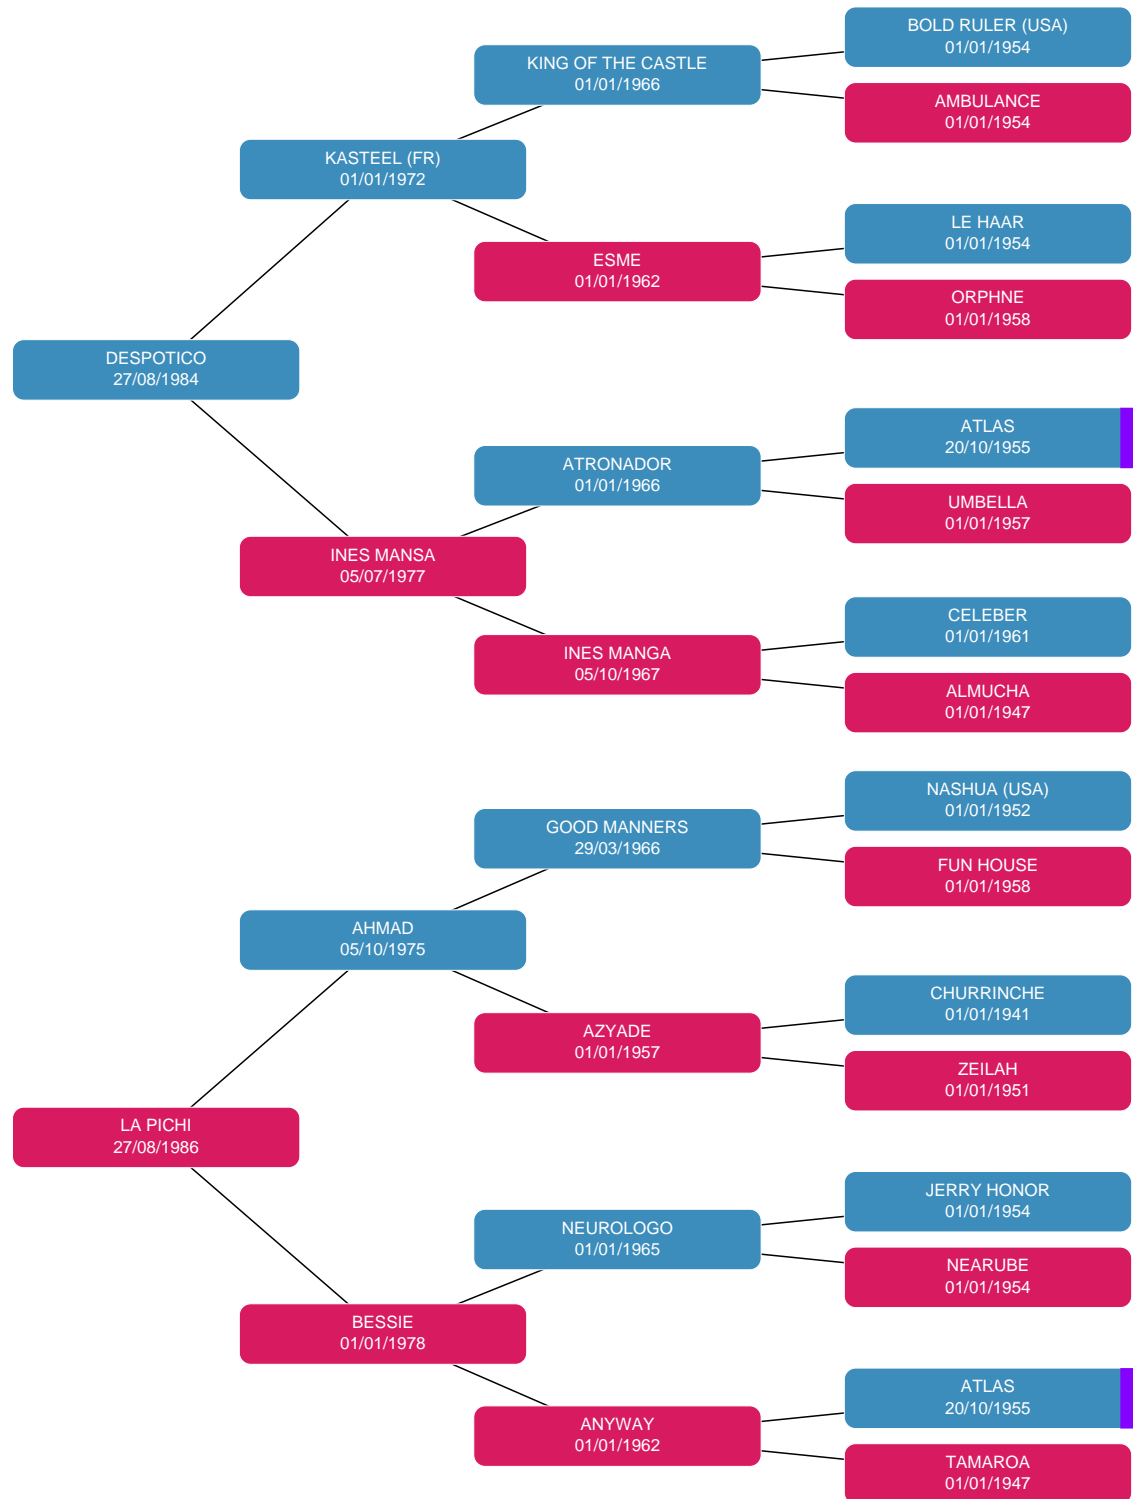 BOLD RULER (USA)
01/01/1954
KING OF THE CASTLE
01/01/1966
AMBULANCE
01/01/1954
KASTEEL (FR)
01/01/1972
LE HAAR
01/01/1954
ESME
01/01/1962
ORPHNE
01/01/1958
DESPOTICO
27/08/1984
ATLAS
20/10/1955
ATRONADOR
01/01/1966
UMBELLA
01/01/1957
INES MANSA
05/07/1977
CELEBER
01/01/1961
INES MANGA
05/10/1967
ALMUCHA
01/01/1947
NASHUA (USA)
01/01/1952
GOOD MANNERS
29/03/1966
FUN HOUSE
01/01/1958
AHMAD
05/10/1975
CHURRINCHE
01/01/1941
AZYADE
01/01/1957
ZEILAH
01/01/1951
LA PICHI
27/08/1986
JERRY HONOR
01/01/1954
NEUROLOGO
01/01/1965
NEARUBE
01/01/1954
BESSIE
01/01/1978
ATLAS
20/10/1955
ANYWAY
01/01/1962
TAMAROA
01/01/1947